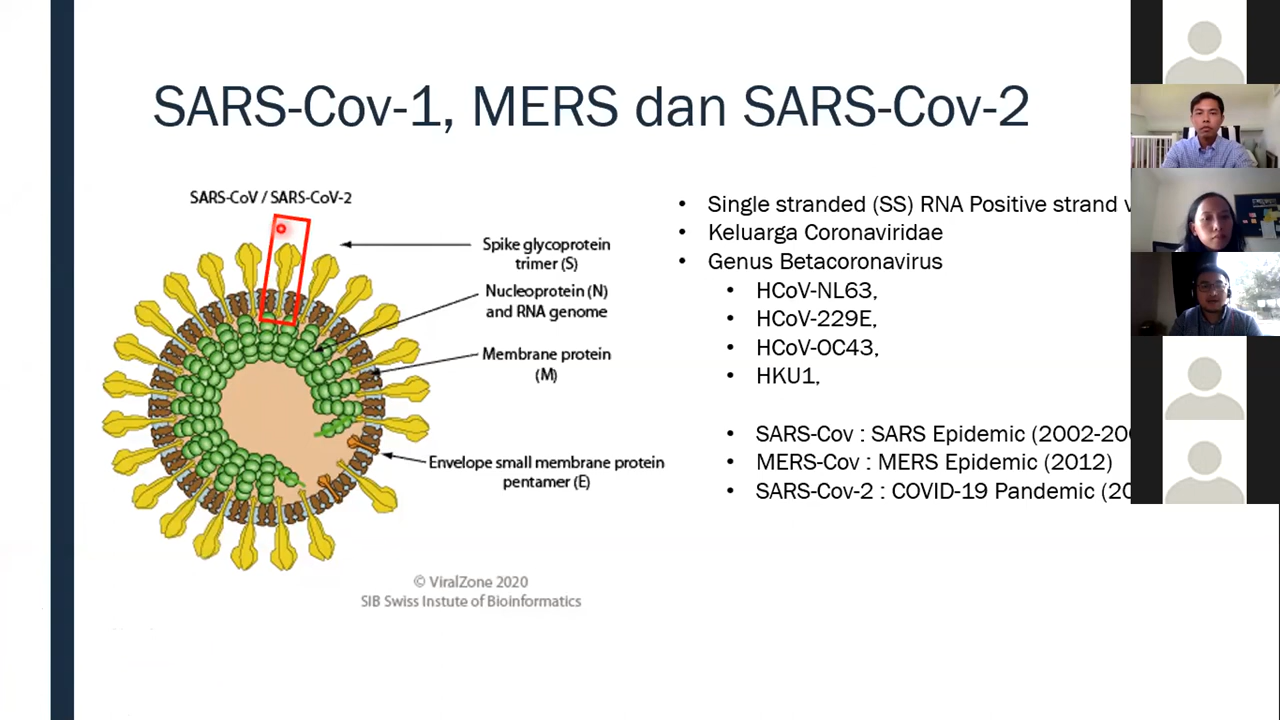 SARS-Cov-1, MERS dan SARS-Cov-2
SARS-CoV / SARS-CoV-2
Spike glycoprotein
trimer (S)
Nucleoprotein (N)
and RNA genome
Membrane protein
(M)
Envelope small membrane protein
pentamer (E)
© ViralZone 2020
SIB Swiss Instute of Bioinformatics
• Single stranded (SS) RNA Positive strand
• Keluarga Coronaviridae
• Genus Betacoronavirus
• HCoV-NL63,
• HCoV-229E,
• HCoV-OC43,
• HKU1,
• SARS-Cov : SARS Epidemic (2002-
• MERS-Cov : MERS Epidemic (2012)
• SARS-Cov-2 : COVID-19 Pandemic